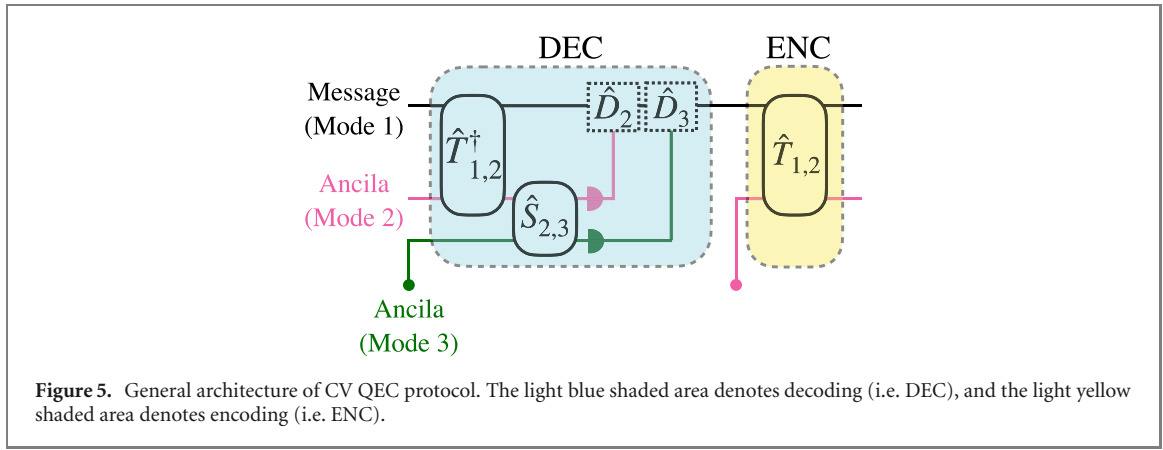 DEC
ENC
Message
(Mode 1)
T̂†1,2
D̂2
D̂3
T̂1,2
Ancila
(Mode 2)
Ŝ2,3
Ancila
(Mode 3)
Figure 5. General architecture of CV QEC protocol. The light blue shaded area denotes decoding (i.e. DEC), and the light yellow
shaded area denotes encoding (i.e. ENC).